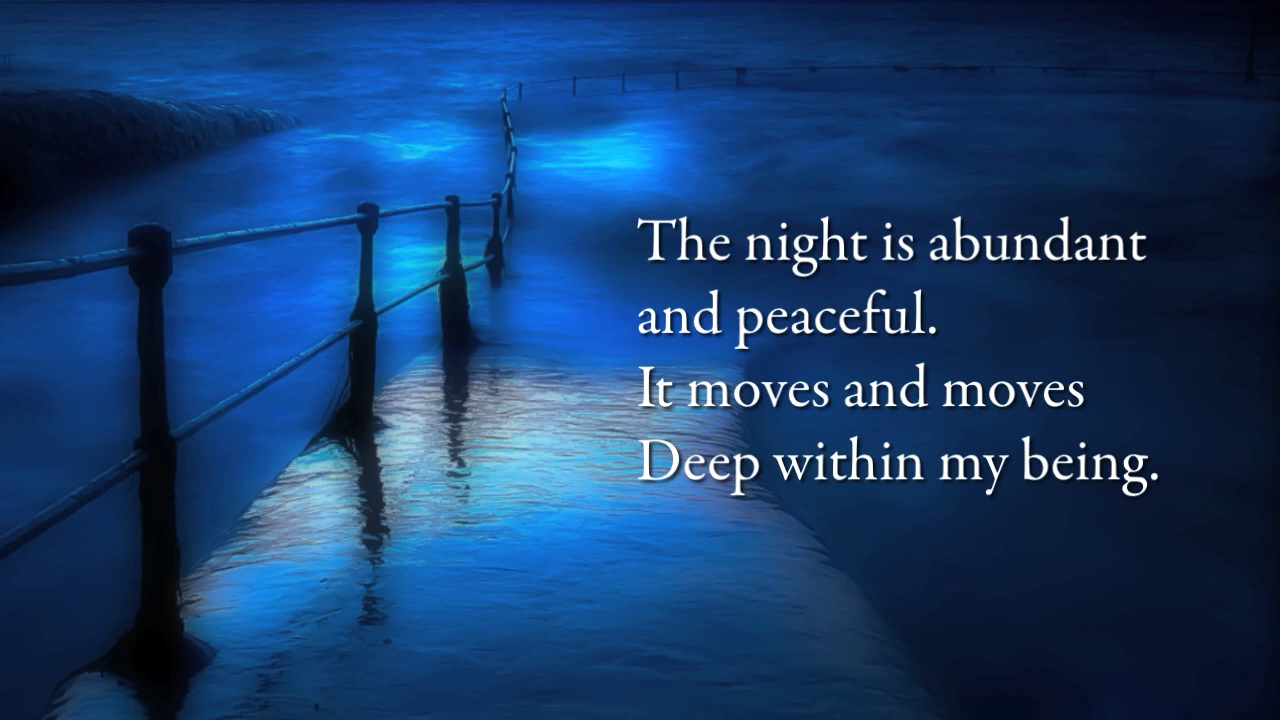 The night is abundant
and peaceful.
It moves and moves
Deep within my being.